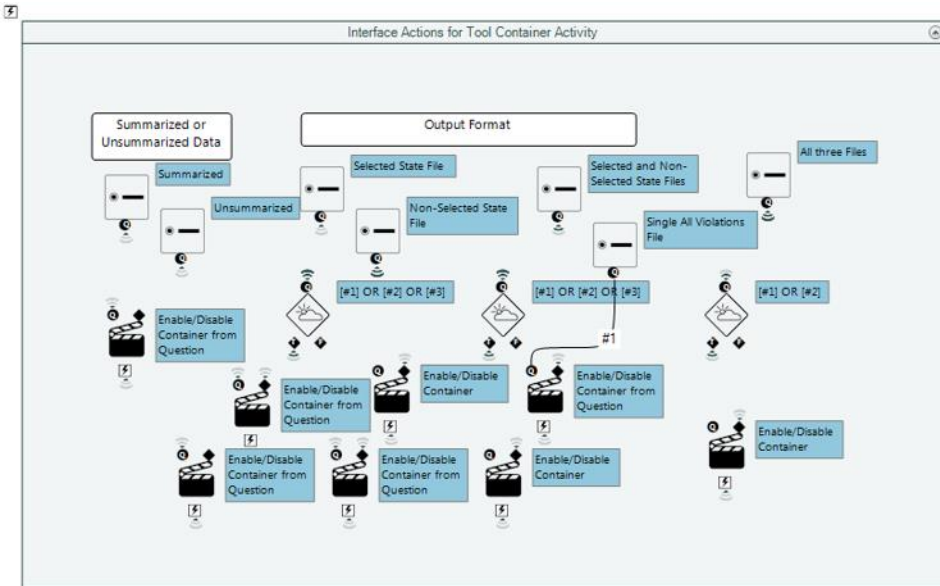 Interface Actions for Tool Container Activity
Summarized or
Unsummarized Data
Output Format
Summarized
Unsummarized
Selected State File
Non-Selected State
File
Selected and Non-
Selected State Files
Single All Violations
File
All three Files
Q
Q
Q
Q
Q
Q
Q
Q
[#1] OR [#2] OR [#3]
Q
[#1] OR [#2] OR [#3]
Q
[#1] OR [#2]
T
F
T
F
T
F
#1
Q
Enable/Disable
Container from
Question
Q
Enable/Disable
Container from
Question
Q
Enable/Disable
Container
Q
Enable/Disable
Container from
Question
Q
Enable/Disable
Container
Q
Enable/Disable
Container from
Question
Q
Enable/Disable
Container from
Question
Q
Enable/Disable
Container